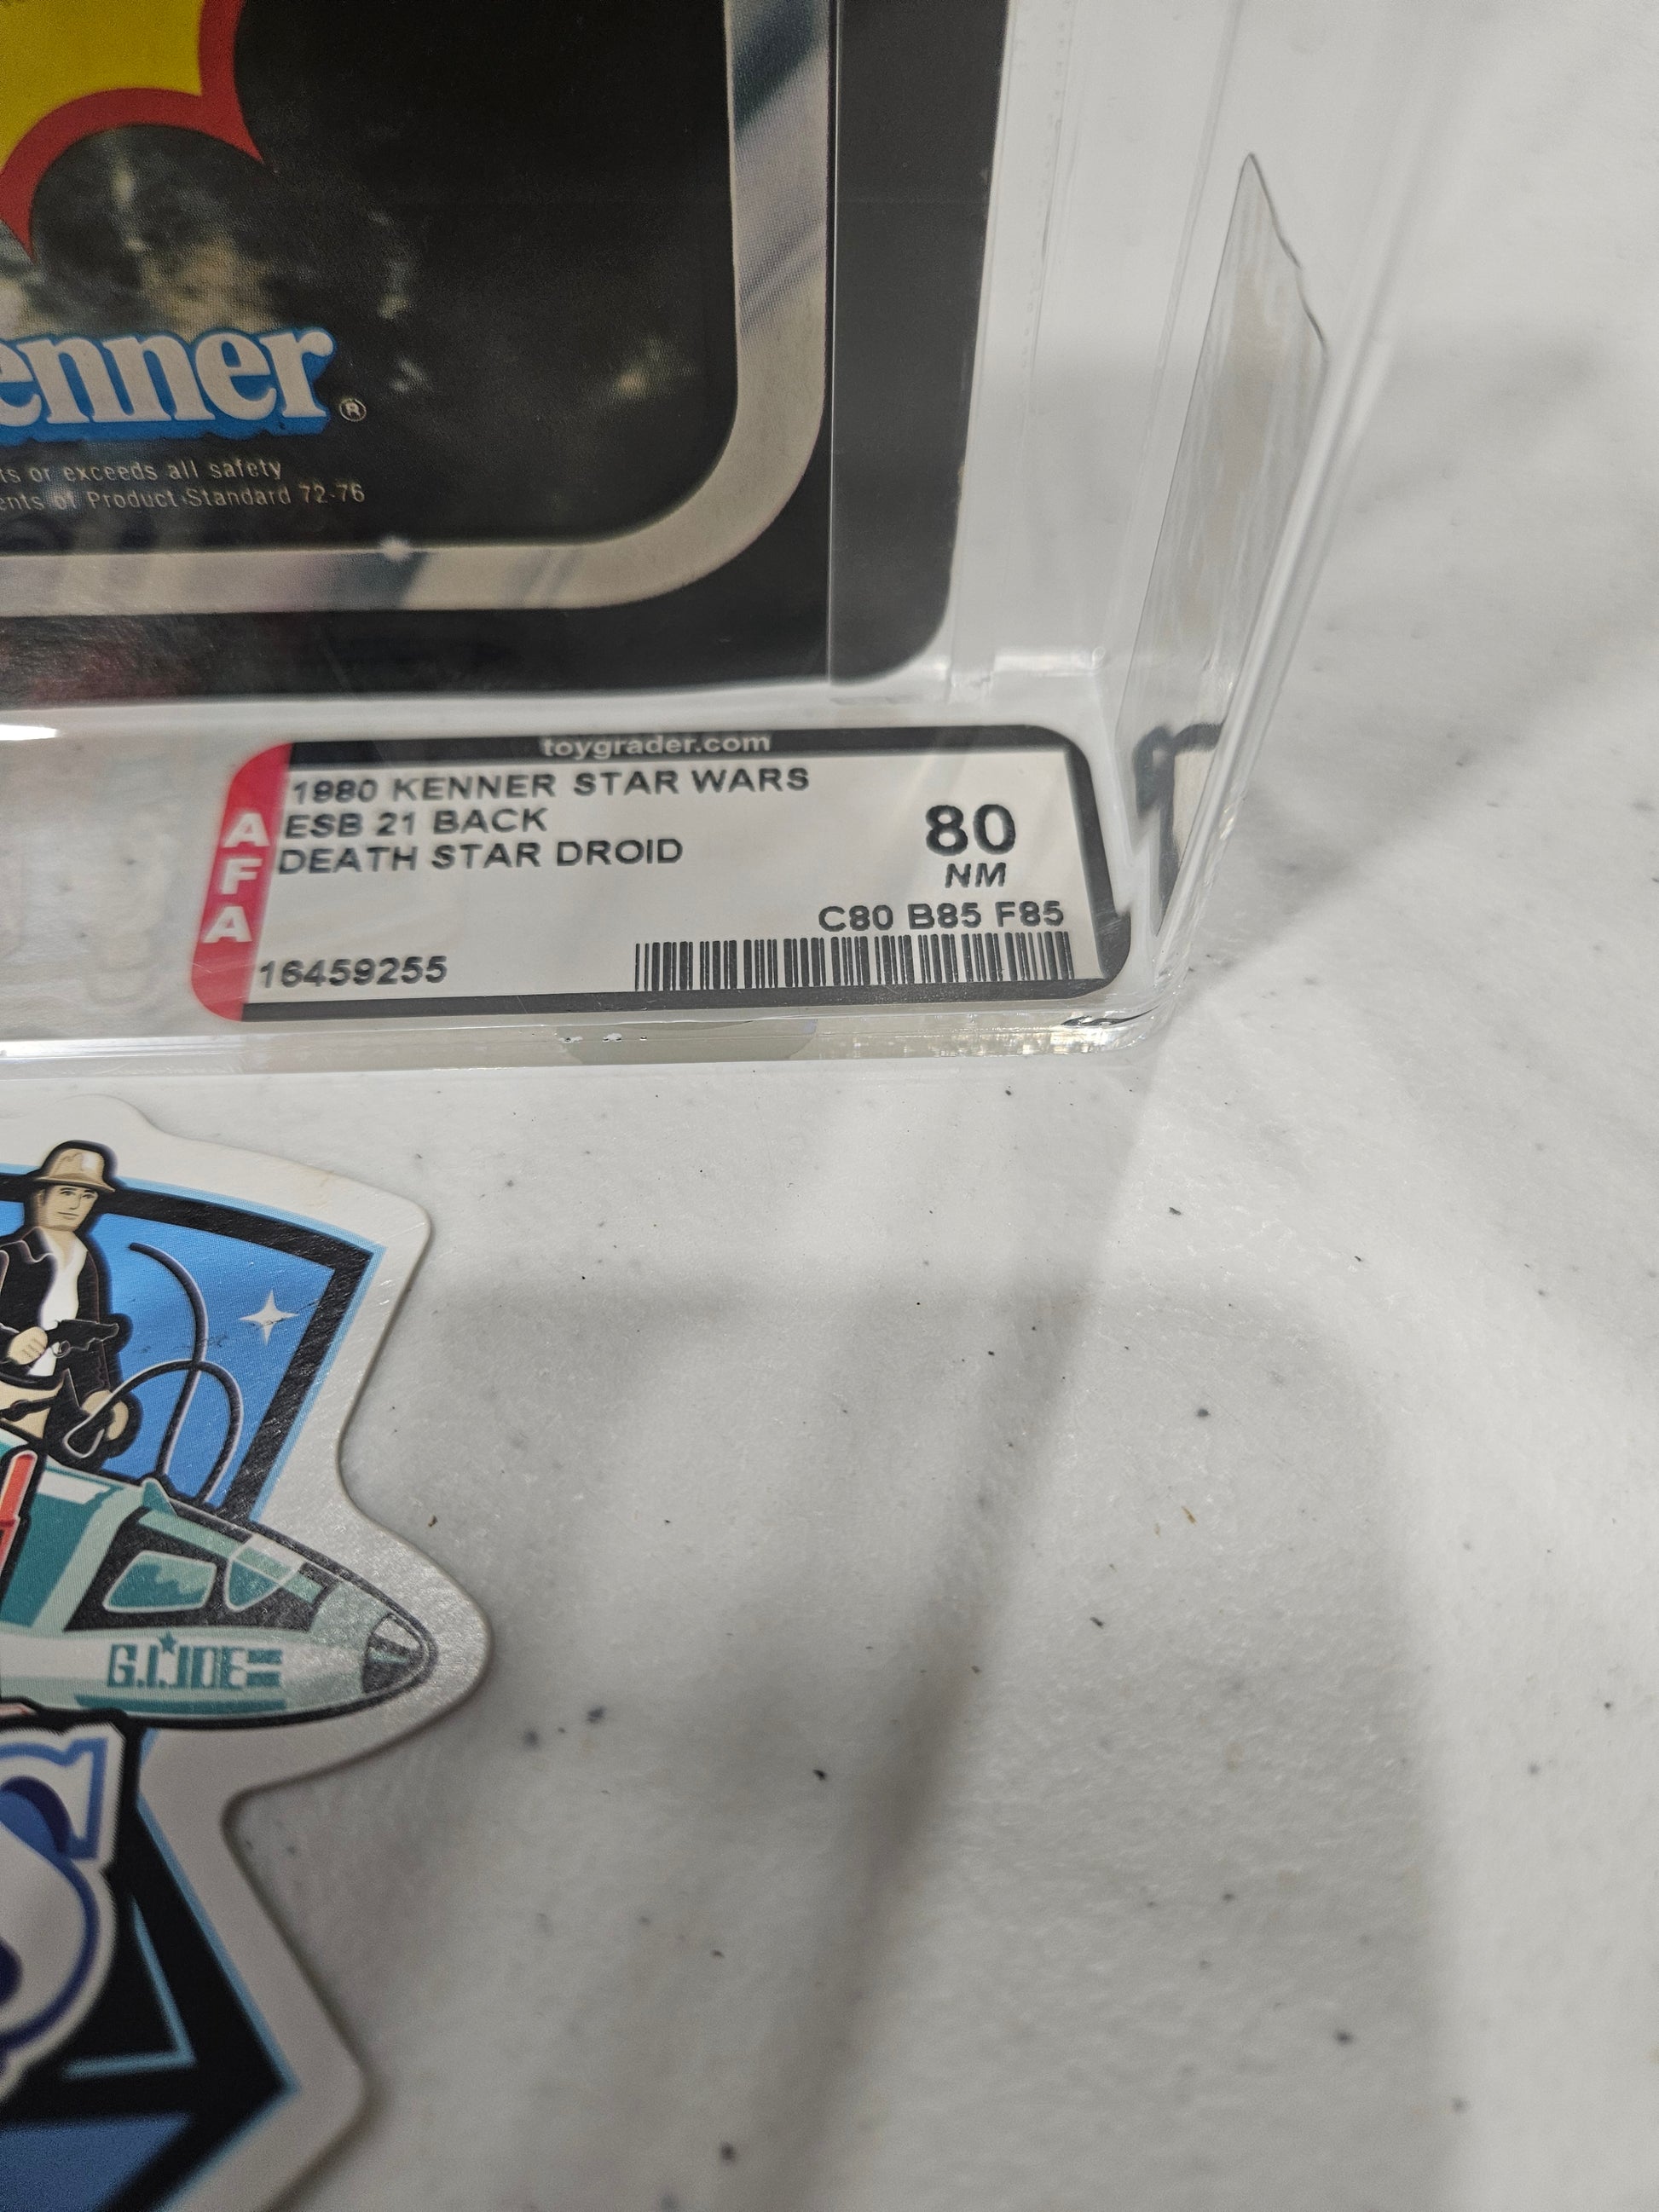 enner®
ts or exceeds all safety
ents of Product Standard 72-76
toygrader.com
AFA
1980 KENNER STAR WARS
ESB 21 BACK
DEATH STAR DROID
80
NM
C80 B85 F85
16459255
G.I.JOE
S